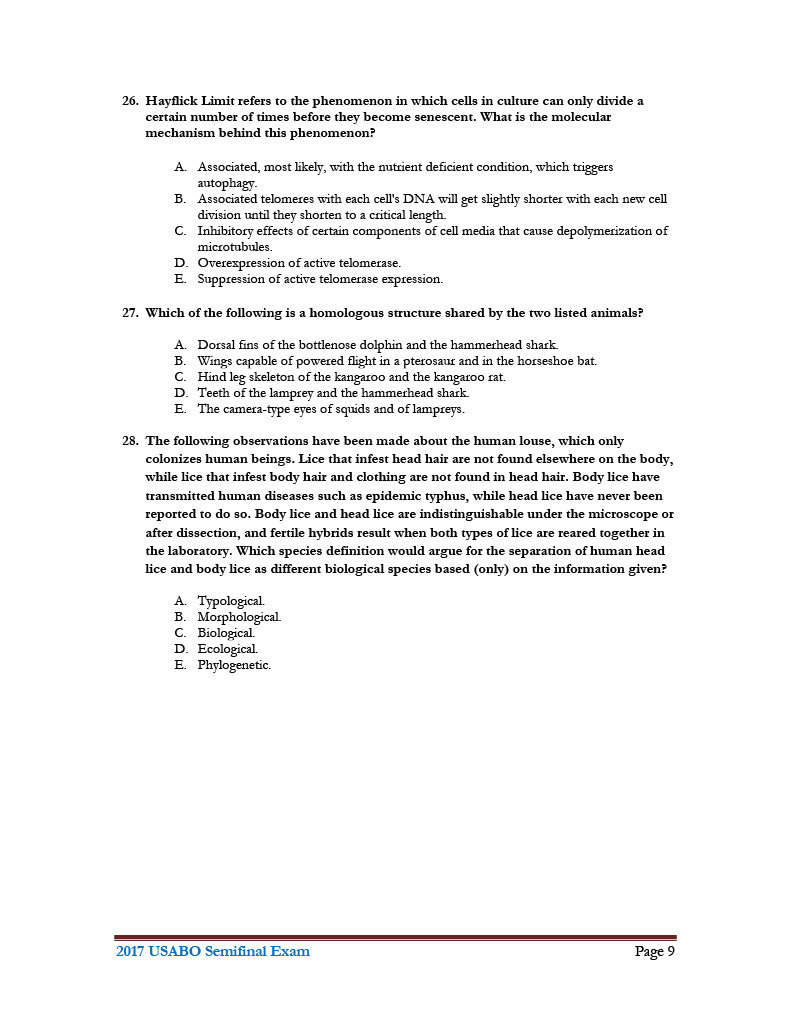 26. Hayflick Limit refers to the phenomenon in which cells in culture can only divide a
certain number of times before they become senescent. What is the molecular
mechanism behind this phenomenon?
A. Associated, most likely, with the nutrient deficient condition, which triggers
autophagy.
B. Associated telomeres with each cell's DNA will get slightly shorter with each new cell
division until they shorten to a critical length.
C. Inhibitory effects of certain components of cell media that cause depolymerization of
microtubules.
D. Overexpression of active telomerase.
E. Suppression of active telomerase expression.
27. Which of the following is a homologous structure shared by the two listed animals?
A. Dorsal fins of the bottlenose dolphin and the hammerhead shark.
B. Wings capable of powered flight in a pterosaur and in the horseshoe bat.
C. Hind leg skeleton of the kangaroo and the kangaroo rat.
D. Teeth of the lamprey and the hammerhead shark.
E. The camera-type eyes of squids and of lampreys.
28. The following observations have been made about the human louse, which only
colonizes human beings. Lice that infest head hair are not found elsewhere on the body,
while lice that infest body hair and clothing are not found in head hair. Body lice have
transmitted human diseases such as epidemic typhus, while head lice have never been
reported to do so. Body lice and head lice are indistinguishable under the microscope or
after dissection, and fertile hybrids result when both types of lice are reared together in
the laboratory. Which species definition would argue for the separation of human head
lice and body lice as different biological species based (only) on the information given?
A. Typological.
B. Morphological.
C. Biological.
D. Ecological.
E. Phylogenetic.
2017 USABO Semifinal Exam Page 9